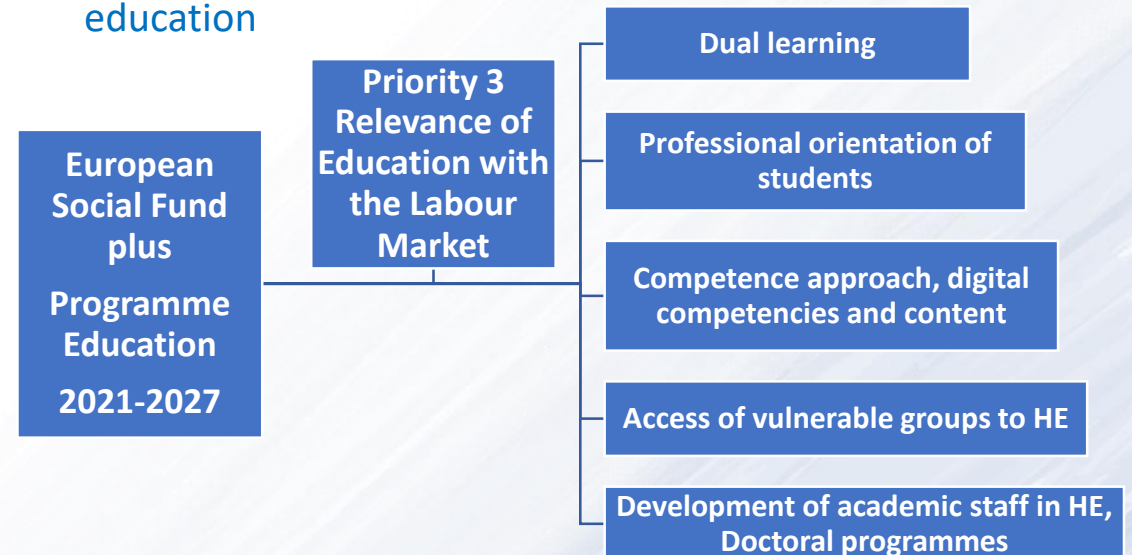 education
European
Social Fund
plus
Programme
Education
2021-2027
Priority 3
Relevance of
Education with
the Labour
Market
Dual learning
Professional orientation of
students
Competence approach, digital
competencies and content
Access of vulnerable groups to HE
Development of academic staff in HE,
Doctoral programmes